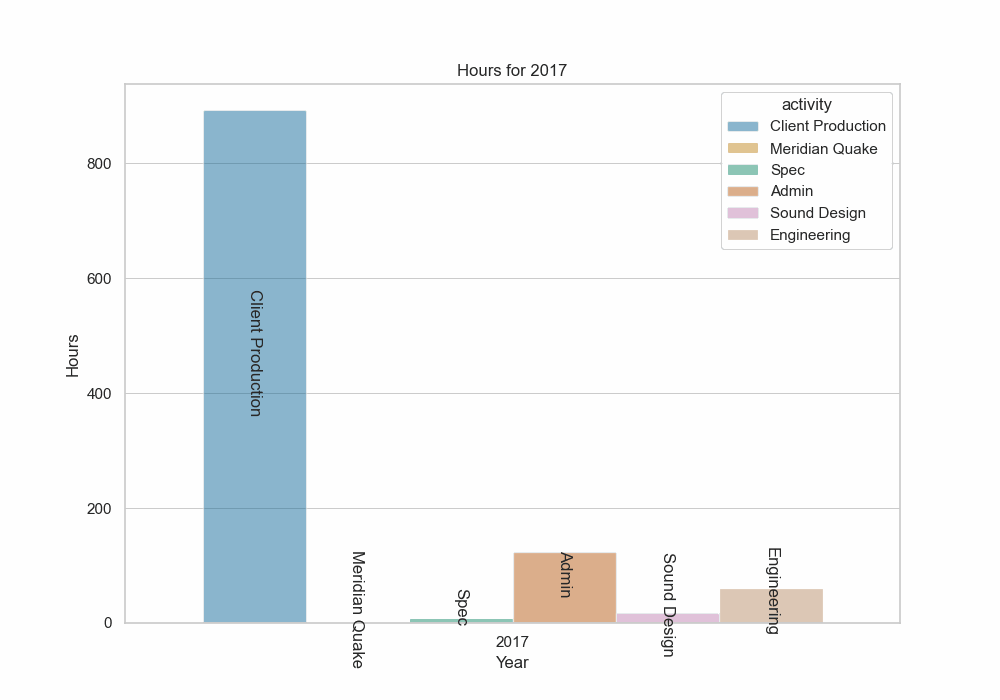 Hours for 2017
activity
Client Production
Meridian Quake
Spec
Admin
Sound Design
Engineering
800
600
400
200
0
Hours
Client Production
Meridian Quake
Spec
Admin
Sound Design
Engineering
2017
Year